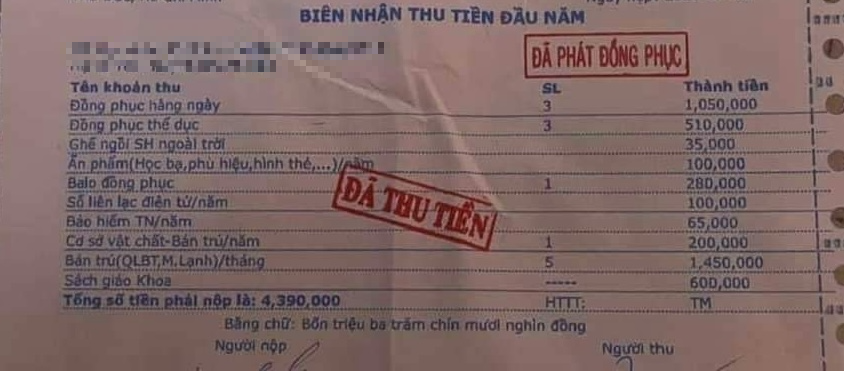 BIÊN NHẬN THU TIỀN ĐẦU NĂM
ĐÃ PHÁT ĐỒNG PHỤC
Tên khoản thu SL Thành tiền
Đồng phục hàng ngày 3 1,050,000
Đồng phục thể dục 3 510,000
Ghế ngồi SH ngoài trời 35,000
Ấn phẩm(Học bạ,phù hiệu,hình thẻ,...)/năm 100,000
Balo đồng phục 1 280,000
Sổ liên lạc điện tử/năm 100,000
ĐÃ THU TIỀN
Bảo hiểm TN/năm 65,000
Cơ sở vật chất-Bán trú/năm 1 200,000
Bán trú(QLBT,M.Lạnh)/tháng 5 1,450,000
Sách giáo Khoa ----- 600,000
Tổng số tiền phải nộp là: 4,390,000 HTTT: TM
Bằng chữ: Bốn triệu ba trăm chín mươi nghìn đồng
Người nộp Người thu